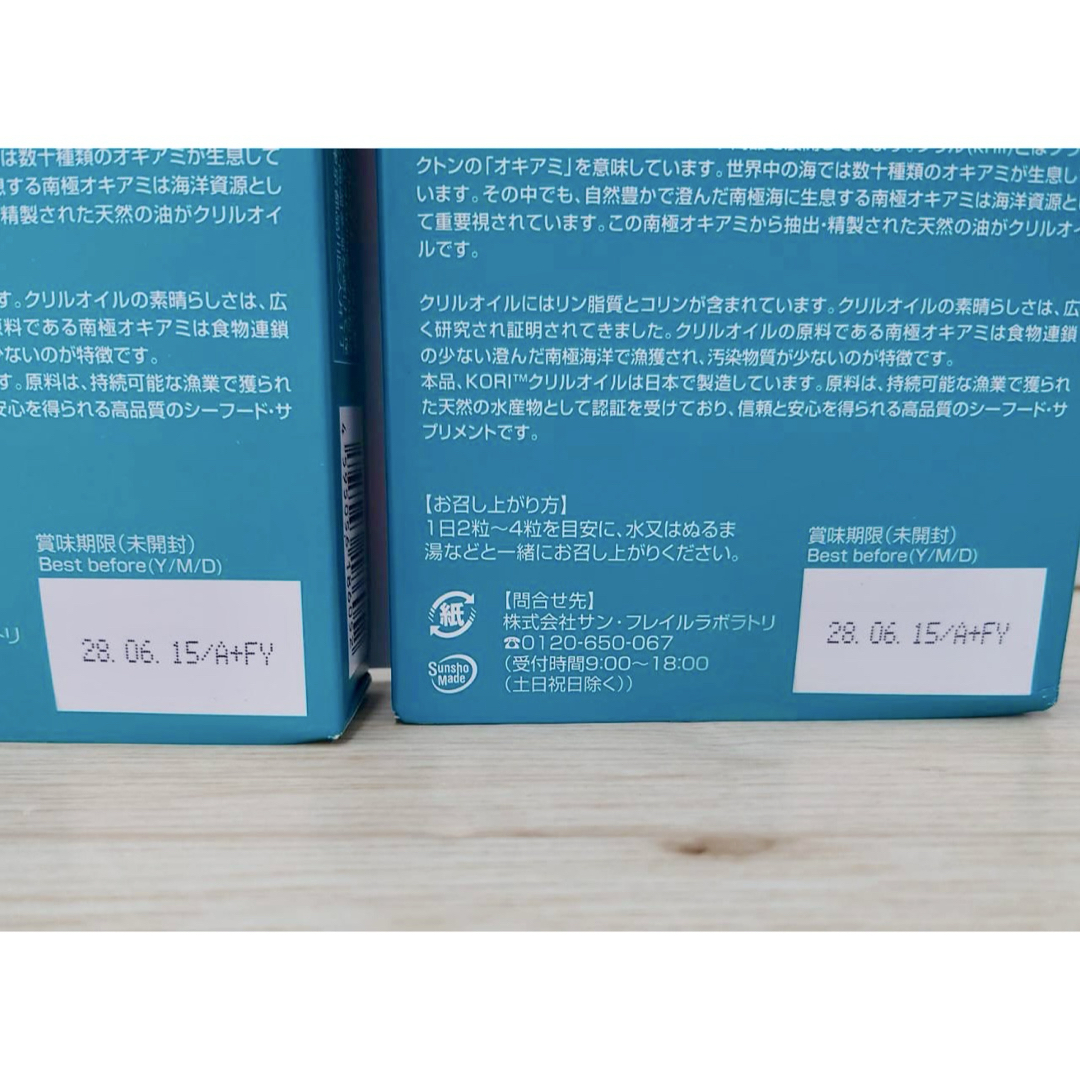 は数十種類のオキアミが生息して
する南極オキアミは海洋資源とし
精製された天然の油がクリルオイ
す。クリルオイルの素晴らしさは、広
原料である南極オキアミは食物連鎖
少ないのが特徴です。
す。原料は、持続可能な漁業で獲られ
安心を得られる高品質のシーフード・サ
賞味期限(未開封)
Best before(Y/M/D)
28. 06. 15/A+FY
トリ
クトンの「オキアミ」を意味しています。世界中の海では数十種類のオキアミが生息し
います。その中でも、自然豊かで澄んだ南極海に生息する南極オキアミは海洋資源と
て重要視されています。この南極オキアミから抽出・精製された天然の油がクリルオイ
ルです。
クリルオイルにはリン脂質とコリンが含まれています。クリルオイルの素晴らしさは、広
く研究され証明されてきました。クリルオイルの原料である南極オキアミは食物連鎖
の少ない澄んだ南極海洋で漁獲され、汚染物質が少ないのが特徴です。
本品、KORI™クリルオイルは日本で製造しています。原料は、持続可能な漁業で獲られ
た天然の水産物として認証を受けており、信頼と安心を得られる高品質のシーフード・サ
プリメントです。
【お召し上がり方】
1日2粒〜4粒を目安に、水又はぬるま
湯などと一緒にお召し上がりください。
紙
【問合せ先】
株式会社サン・フレイルラボラトリ
☎0120-650-067
(受付時間9:00〜18:00
(土日祝日除く))
Sunsho
Made
賞味期限(未開封)
Best before(Y/M/D)
28. 06. 15/A+FY